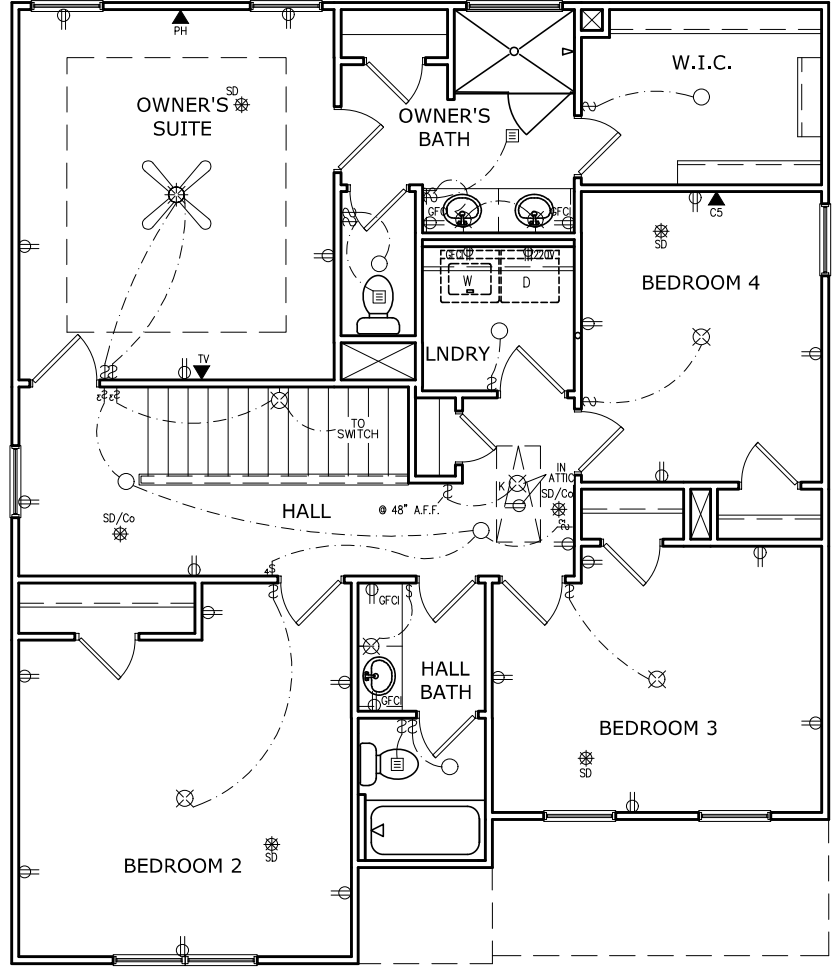 PH
W.I.C.
SD
OWNER'S
SUITE
OWNER'S
BATH
GFCI
GFCI
C5
SD
GFCI
220V
W
D
BEDROOM 4
LNDRY
TV
TO
SWITCH
IN
ATTIC
K
SD/Co
HALL
@ 48" A.F.F.
SD/Co
GFCI
HALL
BATH
GFCI
BEDROOM 3
SD
SD
BEDROOM 2